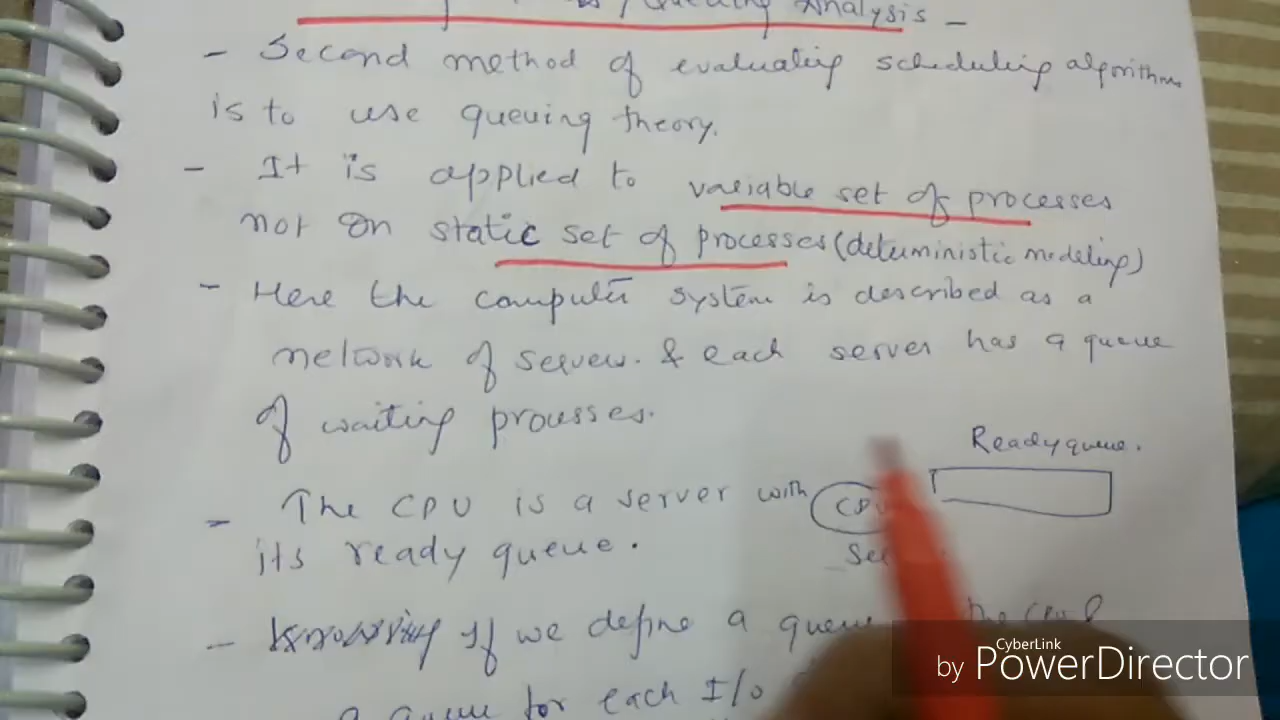 Queuing Analysis -
- Second method of evaluating scheduling algorithms
is to use queuing theory.
- It is applied to variable set of processes
not on static set of processes (deterministic modeling)
- Here the computer system is described as a
network of servers. & each server has a queue
of waiting processes.
Ready queue.
- The CPU is a server with CPU
its ready queue.
- If we define a queue the CPU &
a queue for each I/o
CyberLink
by PowerDirector